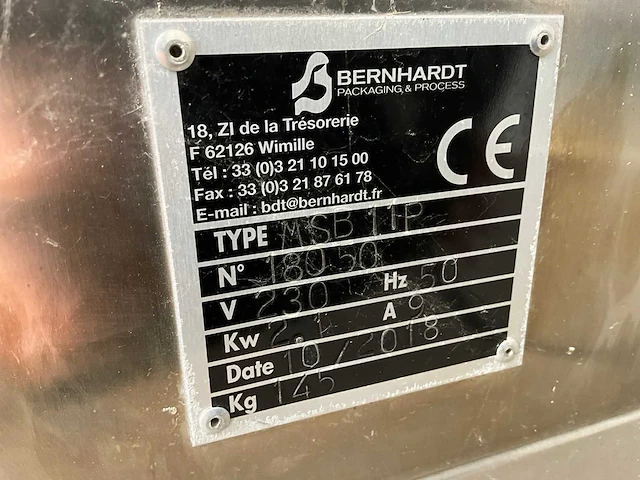 BERNHARDT
PACKAGING & PROCESS
18, ZI de la Trésorerie
F 62126 Wimille
Tél : 33 (0)3 21 10 15 00
Fax : 33 (0)3 21 87 61 78
E-mail : bdt@bernhardt.fr
CE
TYPE MSB 11P
N° 18050
V 230 Hz 50
Kw 2.1 A 9
Date 10/2018
Kg 145